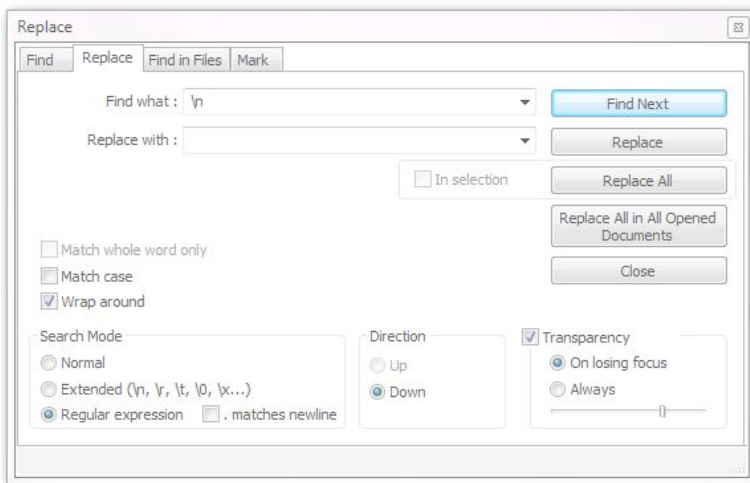 Replace
Find
Replace
Find in Files
Mark
Find what :
\n
Find Next
Replace with :
Replace
In selection
Replace All
Replace All in All Opened
Documents
Match whole word only
Match case
Close
Wrap around
Search Mode
Normal
Extended (\n, \r, \t, \0, \x...)
Regular expression
. matches newline
Direction
Up
Down
Transparency
On losing focus
Always